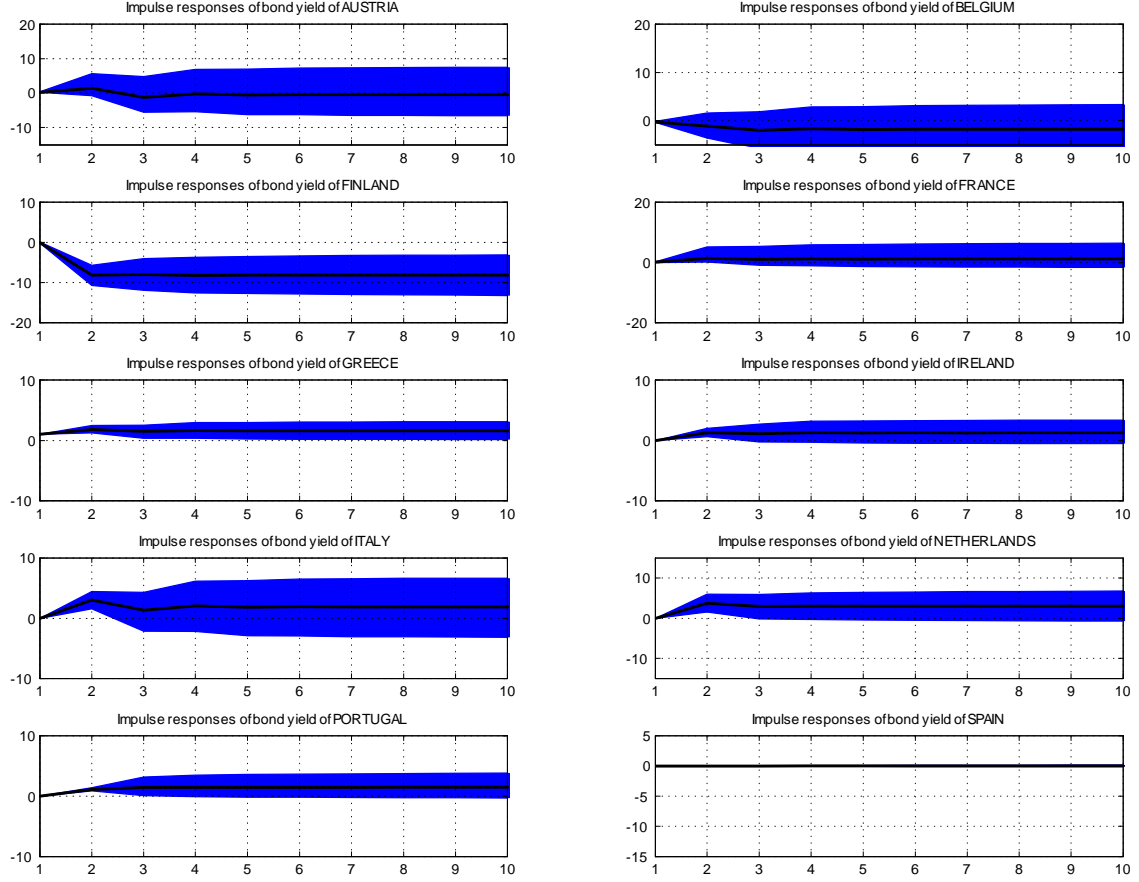 Impulse responses of bond yield of AUSTRIA
20
10
0
-10
1 2 3 4 5 6 7 8 9 10
Impulse responses of bond yield of BELGIUM
20
10
0
1 2 3 4 5 6 7 8 9 10
Impulse responses of bond yield of FINLAND
10
0
-10
-20
1 2 3 4 5 6 7 8 9 10
Impulse responses of bond yield of FRANCE
20
0
-20
1 2 3 4 5 6 7 8 9 10
Impulse responses of bond yield of GREECE
10
0
-10
1 2 3 4 5 6 7 8 9 10
Impulse responses of bond yield of IRELAND
10
0
-10
1 2 3 4 5 6 7 8 9 10
Impulse responses of bond yield of ITALY
10
0
-10
1 2 3 4 5 6 7 8 9 10
Impulse responses of bond yield of NETHERLANDS
10
0
-10
1 2 3 4 5 6 7 8 9 10
Impulse responses of bond yield of PORTUGAL
10
0
-10
1 2 3 4 5 6 7 8 9 10
Impulse responses of bond yield of SPAIN
5
0
-5
-10
-15
1 2 3 4 5 6 7 8 9 10